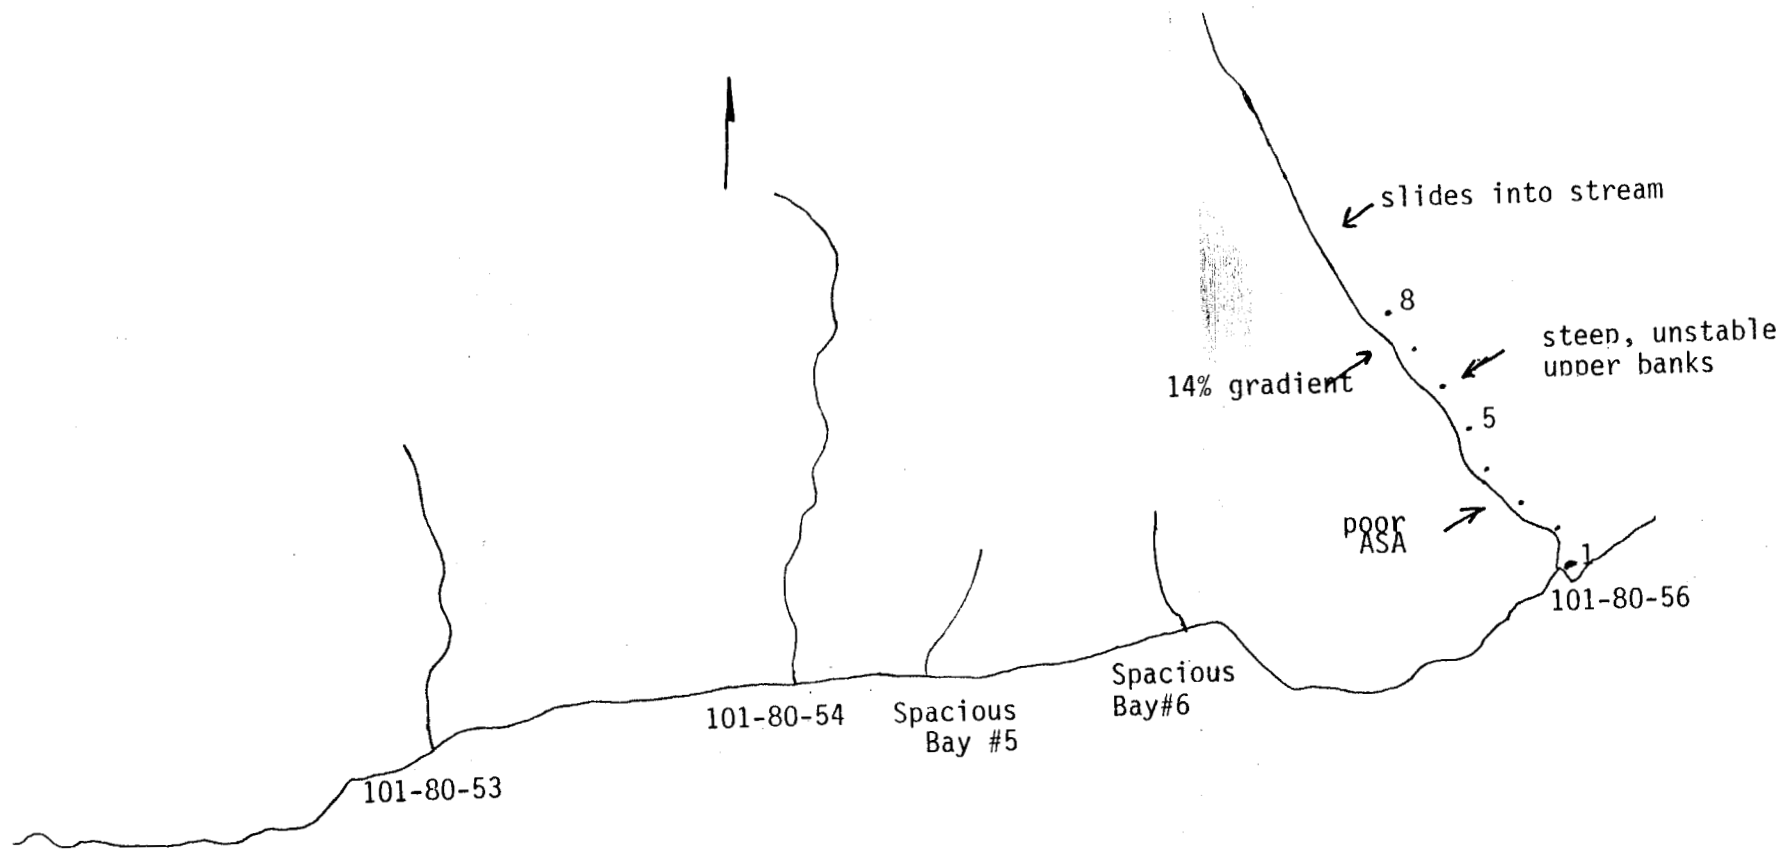 slides into stream
8
steep, unstable
upper banks
14% gradient
5
poor
ASA
1
101-80-56
Spacious
Bay#6
101-80-54
Spacious
Bay #5
101-80-53